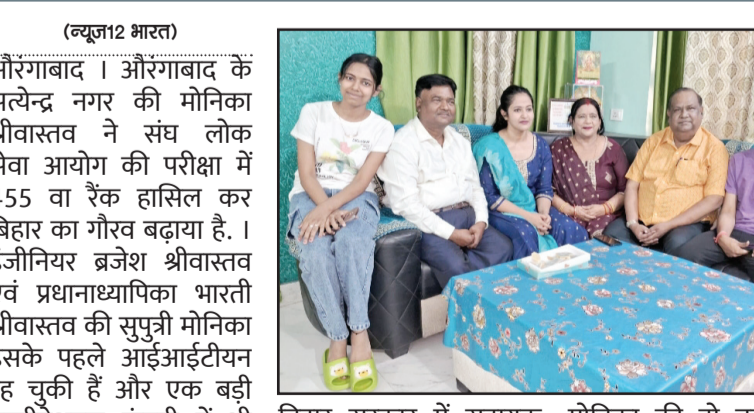 (न्यूज12 भारत)
औरंगाबाद । औरंगाबाद के
सत्येन्द्र नगर की मोनिका
श्रीवास्तव ने संघ लोक
सेवा आयोग की परीक्षा में
455 वा रैंक हासिल कर
बिहार का गौरव बढ़ाया है. ।
इंजीनियर ब्रजेश श्रीवास्तव
एवं प्रधानाध्यापिका भारती
श्रीवास्तव की सुपुत्री मोनिका
इसके पहले आईआईटीयन
रह चुकी हैं और एक बड़ी